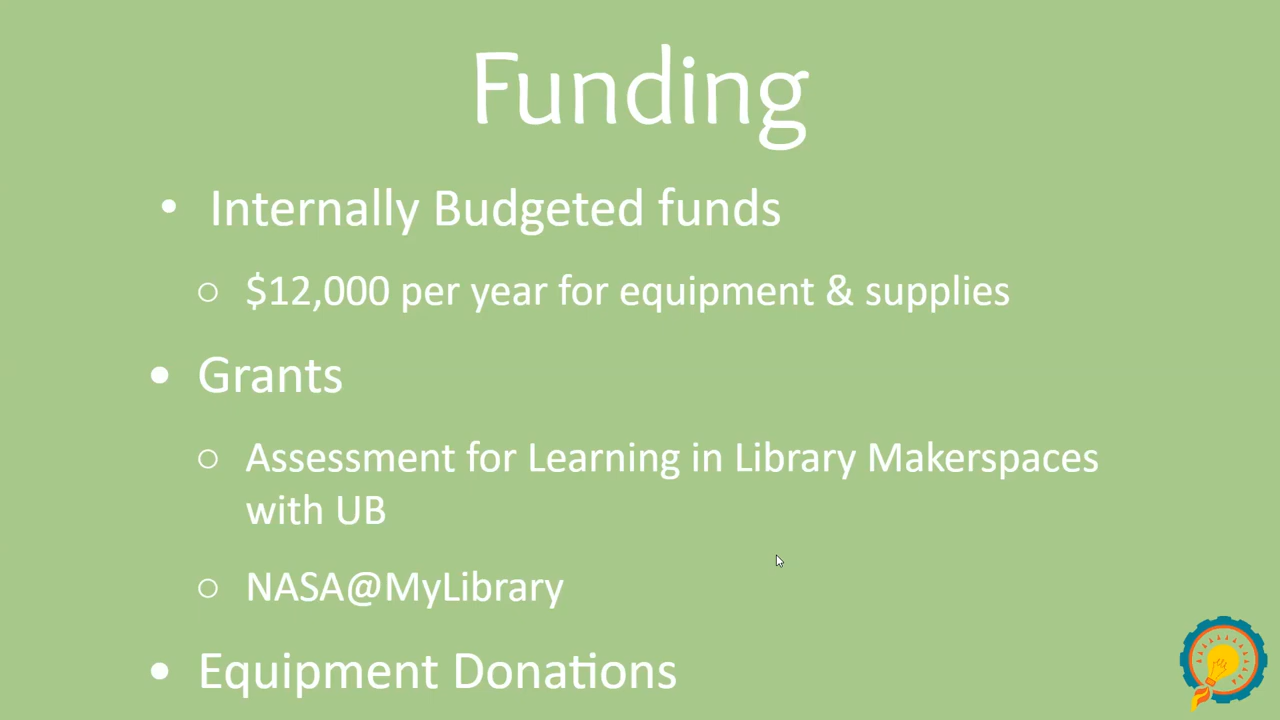 Funding
• Internally Budgeted funds
○ $12,000 per year for equipment & supplies
• Grants
○ Assessment for Learning in Library Makerspaces
with UB
○ NASA@MyLibrary
• Equipment Donations